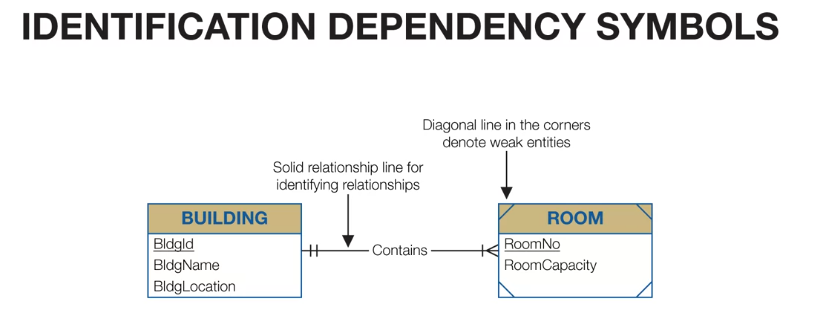 IDENTIFICATION DEPENDENCY SYMBOLS
Diagonal line in the corners
denote weak entities
Solid relationship line for
identifying relationships
BUILDING
BldgId
BldgName
BldgLocation
Contains
ROOM
RoomNo
RoomCapacity